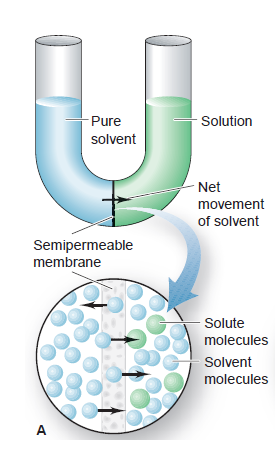 Pure
solvent
Solution
Net
movement
of solvent
Semipermeable
membrane
Solute
molecules
Solvent
molecules
A